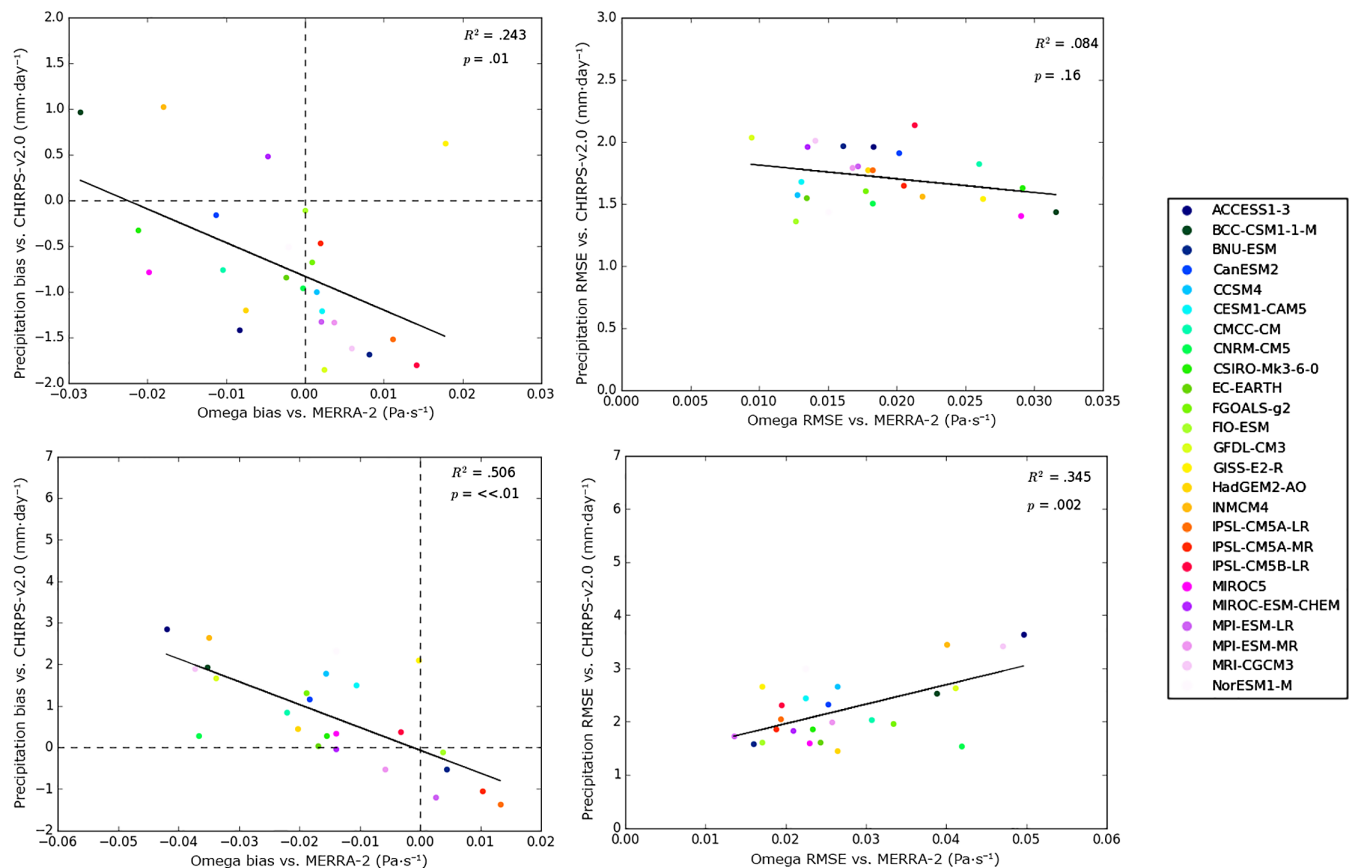 2.0
1.5
1.0
0.5
0.0
−0.5
−1.0
−1.5
−2.0
−0.03
−0.02
−0.01
0.00
0.01
0.02
0.03
Precipitation bias vs. CHIRPS-v2.0 (mm·day⁻¹)
Omega bias vs. MERRA-2 (Pa·s⁻¹)
R² = .243
p = .01
3.0
2.5
2.0
1.5
1.0
0.5
0.0
0.000
0.005
0.010
0.015
0.020
0.025
0.030
0.035
Precipitation RMSE vs. CHIRPS-v2.0 (mm·day⁻¹)
Omega RMSE vs. MERRA-2 (Pa·s⁻¹)
R² = .084
p = .16
7
6
5
4
3
2
1
0
−1
−2
−0.06
−0.05
−0.04
−0.03
−0.02
−0.01
0.00
0.01
0.02
Precipitation bias vs. CHIRPS-v2.0 (mm·day⁻¹)
Omega bias vs. MERRA-2 (Pa·s⁻¹)
R² = .506
p = <<.01
7
6
5
4
3
2
1
0
0.00
0.01
0.02
0.03
0.04
0.05
0.06
Precipitation RMSE vs. CHIRPS-v2.0 (mm·day⁻¹)
Omega RMSE vs. MERRA-2 (Pa·s⁻¹)
R² = .345
p = .002
ACCESS1-3
BCC-CSM1-1-M
BNU-ESM
CanESM2
CCSM4
CESM1-CAM5
CMCC-CM
CNRM-CM5
CSIRO-Mk3-6-0
EC-EARTH
FGOALS-g2
FIO-ESM
GFDL-CM3
GISS-E2-R
HadGEM2-AO
INMCM4
IPSL-CM5A-LR
IPSL-CM5A-MR
IPSL-CM5B-LR
MIROC5
MIROC-ESM-CHEM
MPI-ESM-LR
MPI-ESM-MR
MRI-CGCM3
NorESM1-M